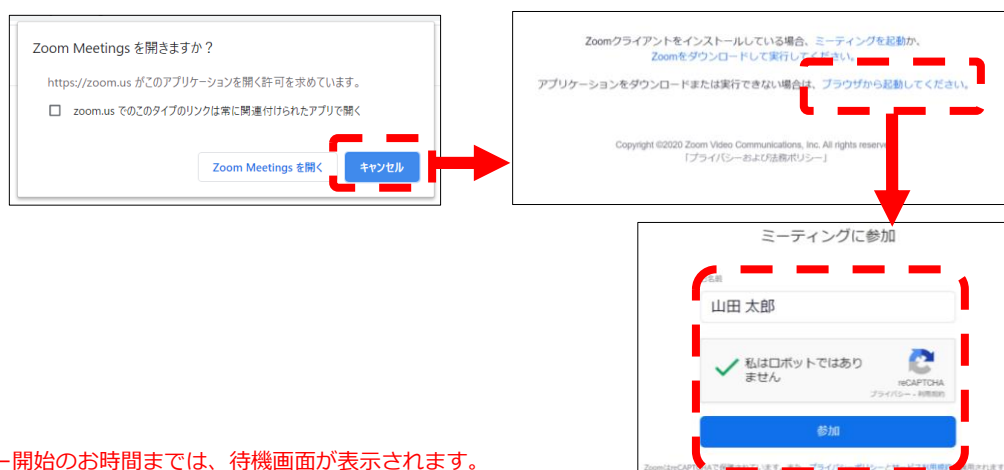 Zoom Meetings を開きますか？
https://zoom.us がこのアプリケーションを開く許可を求めています。
zoom.us でのこのタイプのリンクは常に関連付けられたアプリで開く
Zoom Meetings を開く
キャンセル
Zoomクライアントをインストールしている場合、ミーティングを起動か、
Zoomをダウンロードして実行してください。
アプリケーションをダウンロードまたは実行できない場合は、ブラウザから起動してください。
Copyright ©2020 Zoom Video Communications, Inc. All rights reserve
「プライバシーおよび法務ポリシー」
ミーティングに参加
山田 太郎
私はロボットではあり
ません
reCAPTCHA
プライバシー - 利用規約
参加
ー開始のお時間までは、待機画面が表示されます。